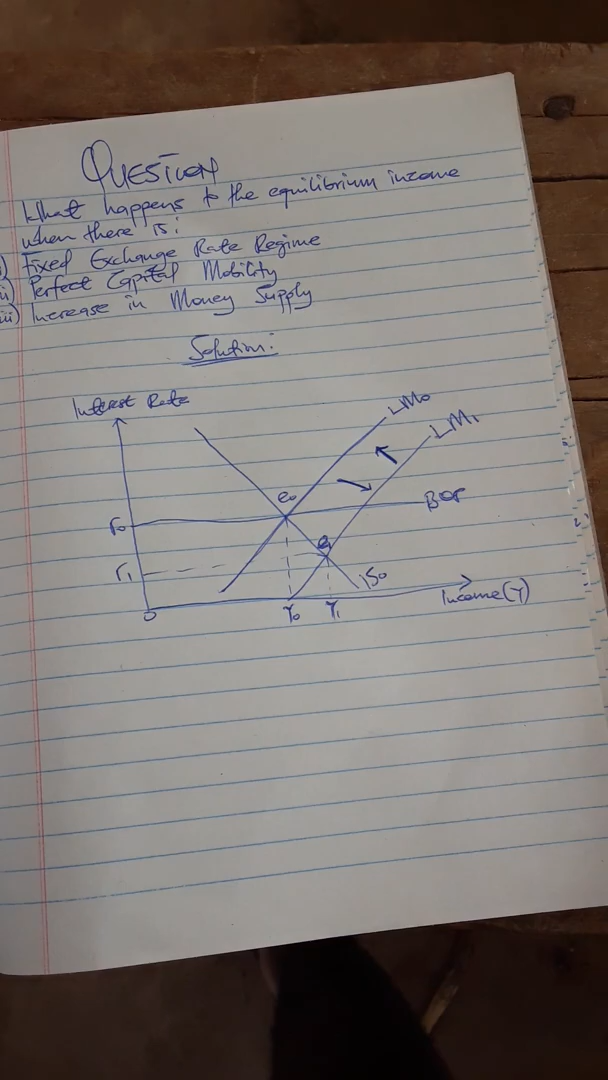 QUESTION
What happens to the equilibrium income
when there is:
i) Fixed Exchange Rate Regime
ii) Perfect Capital Mobility
iii) Increase in Money Supply
Solution:
Interest Rate
LM₀
LM₁
e₀
BOP
r₀
e₁
r₁
IS₀
Income (Y)
0
Y₀
Y₁